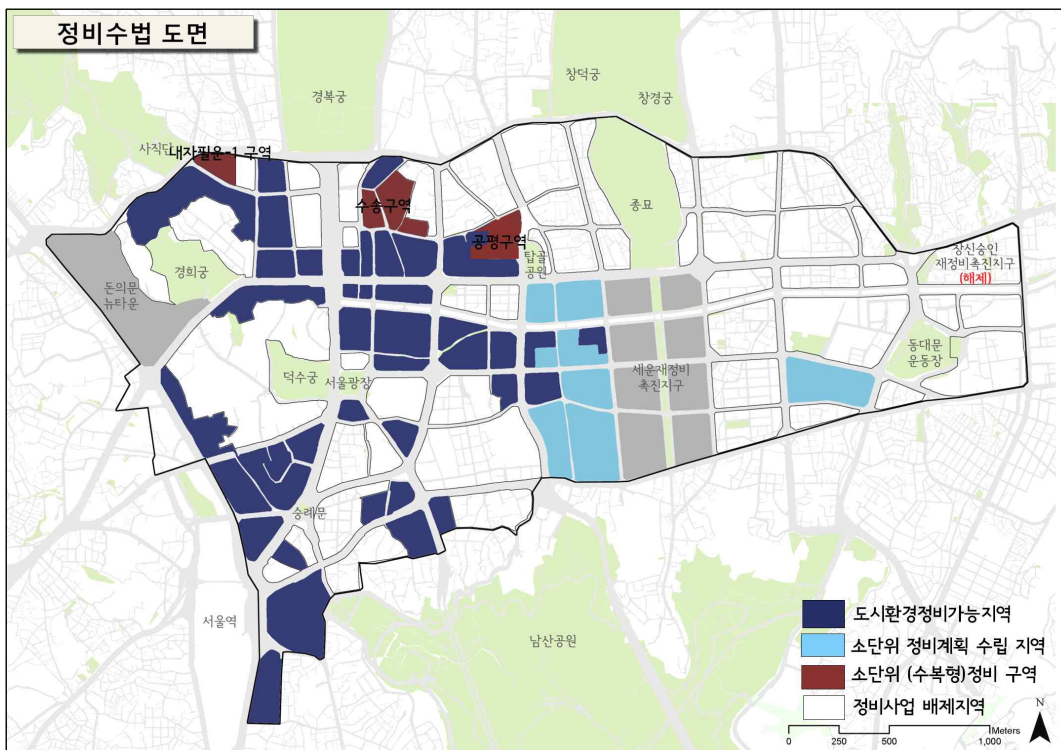 정비수법 도면
경복궁
창덕궁
창경궁
사직단
내자필운-1 구역
수송구역
종묘
공평구역
탑골
공원
경희궁
돈의문
뉴타운
장신숭인
재정비촉진지구
(해제)
동대문
운동장
덕수궁
서울광장
세운재정비
촉진지구
숭례문
서울역
남산공원
도시환경정비가능지역
소단위 정비계획 수립 지역
소단위 (수복형)정비 구역
정비사업 배제지역
N
Meters
0 250 500 1,000